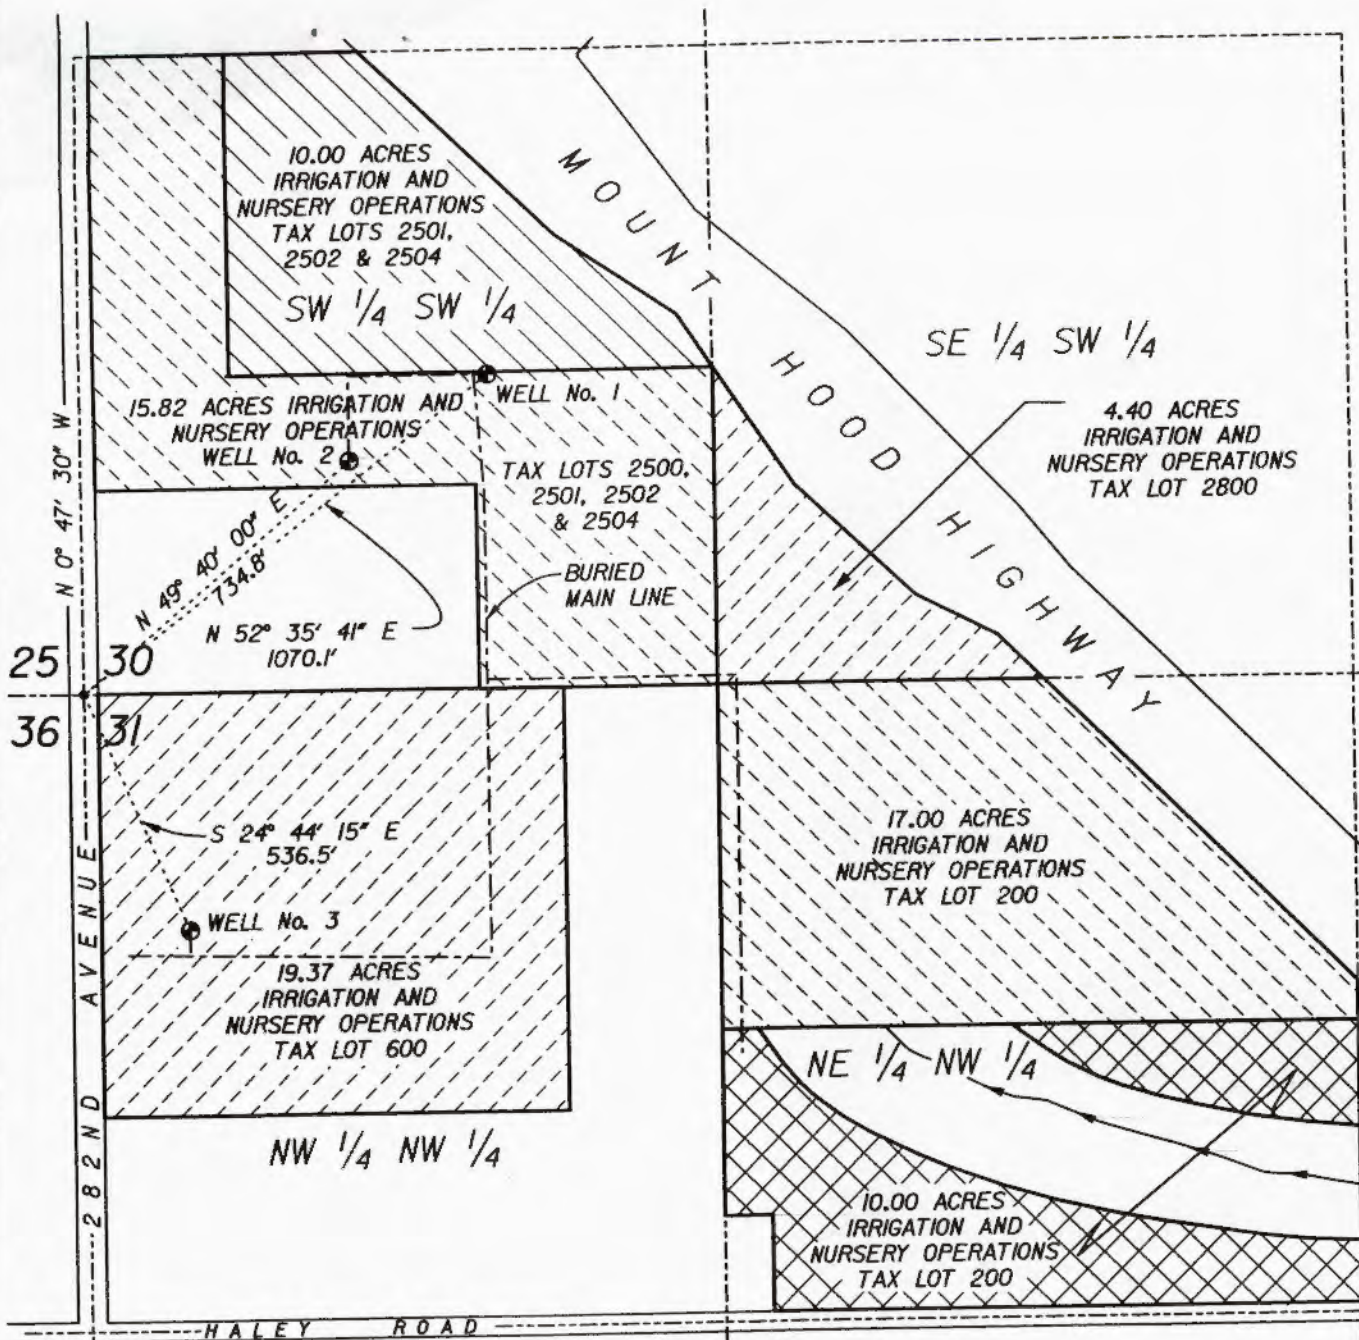 10.00 ACRES
IRRIGATION AND
NURSERY OPERATIONS
TAX LOTS 2501,
2502 & 2504
SW 1/4 SW 1/4
MOUNT HOOD HIGHWAY
SE 1/4 SW 1/4
WELL No. 1
15.82 ACRES IRRIGATION AND
NURSERY OPERATIONS
WELL No. 2
4.40 ACRES
IRRIGATION AND
NURSERY OPERATIONS
TAX LOT 2800
TAX LOTS 2500,
2501, 2502
& 2504
N 0° 47' 30" W
N 49° 40' 00" E
734.8'
BURIED
MAIN LINE
N 52° 35' 41" E
1070.1'
25 30
36 31
S 24° 44' 15" E
536.5'
17.00 ACRES
IRRIGATION AND
NURSERY OPERATIONS
TAX LOT 200
WELL No. 3
19.37 ACRES
IRRIGATION AND
NURSERY OPERATIONS
TAX LOT 600
282ND AVENUE
NE 1/4 NW 1/4
NW 1/4 NW 1/4
10.00 ACRES
IRRIGATION AND
NURSERY OPERATIONS
TAX LOT 200
HALEY ROAD